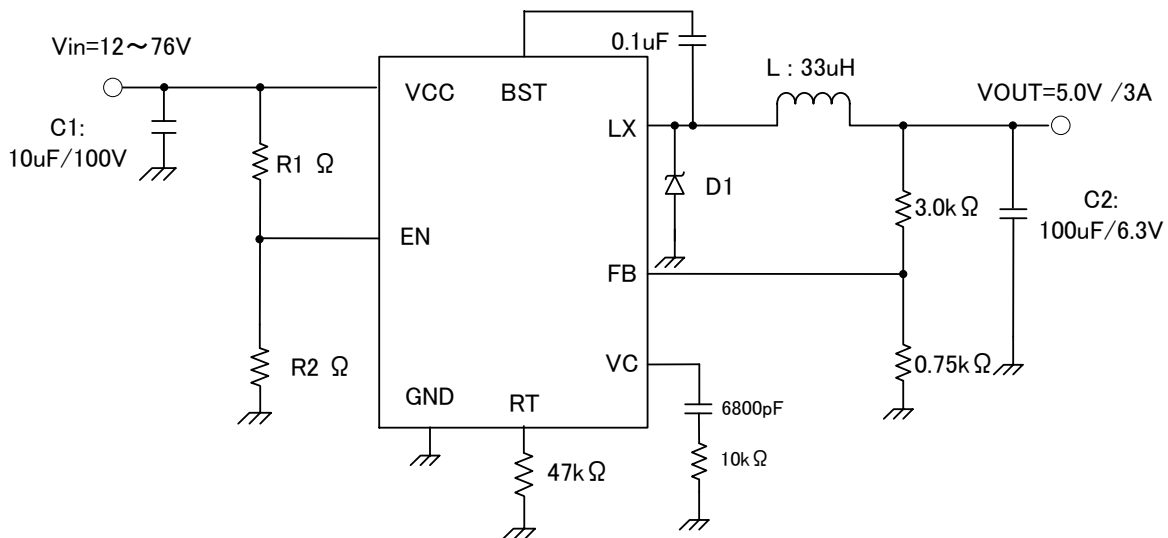 Vin=12～76V
C1:
10uF/100V
R1 Ω
R2 Ω
VCC
BST
LX
EN
FB
VC
GND
RT
0.1uF
L : 33uH
VOUT=5.0V /3A
D1
3.0kΩ
C2:
100uF/6.3V
0.75kΩ
6800pF
10kΩ
47kΩ